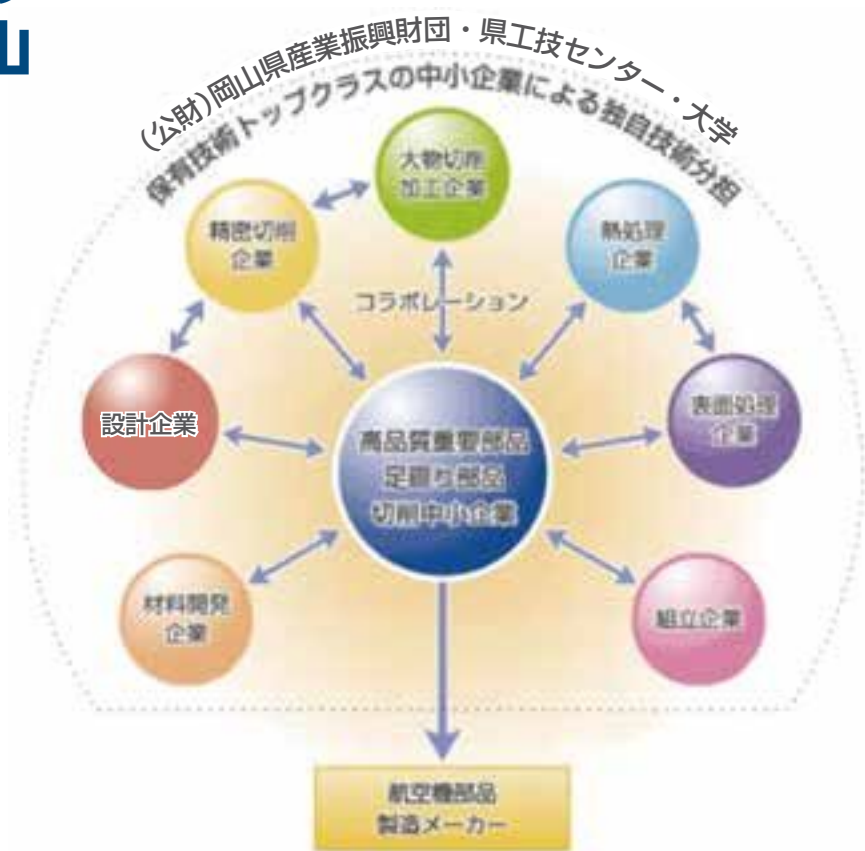 山
(公財)岡山県産業振興財団・県工技センター・大学
保有技術トップクラスの中小企業による独自技術分担
大物切削
加工企業
精密切削
企業
熱処理
企業
コラボレーション
設計企業
表面処理
企業
高品質重要部品
足廻り部品
切削中小企業
材料開発
企業
組立企業
航空機部品
製造メーカー